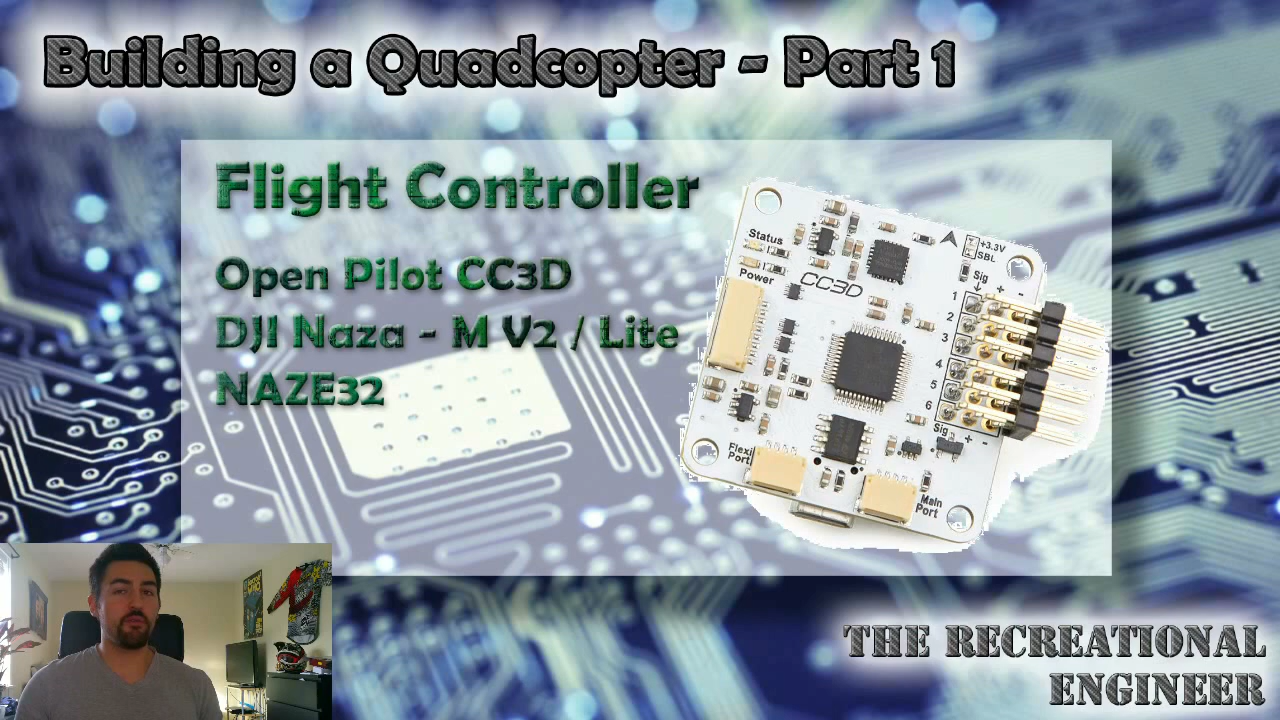 Building a Quadcopter - Part 1
Flight Controller
Open Pilot CC3D
DJI Naza - M V2 / Lite
NAZE32
Status
Power
CC3D
+3.3V
SBL
Sig
+
1
2
3
4
5
6
Sig
+ -
Flexi
Port
Main
Port
THE RECREATIONAL
ENGINEER